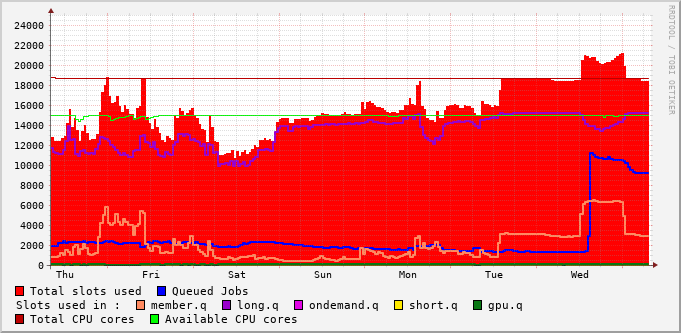 RRDTOOL / TOBI OETIKER
24000
22000
20000
18000
16000
14000
12000
10000
8000
6000
4000
2000
0
Thu Fri Sat Sun Mon Tue Wed
Total slots used Queued Jobs
Slots used in : member.q long.q ondemand.q short.q gpu.q
Total CPU cores Available CPU cores